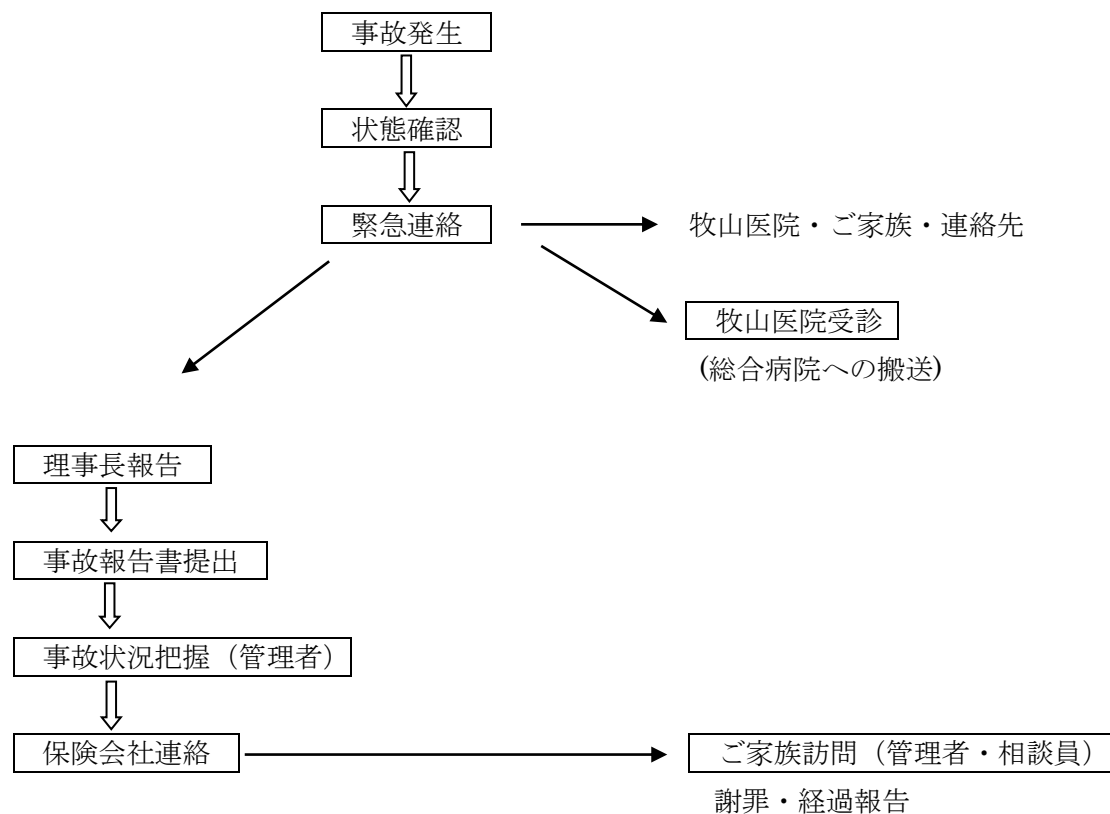 事故発生
状態確認
緊急連絡
牧山医院・ご家族・連絡先
牧山医院受診
(総合病院への搬送)
理事長報告
事故報告書提出
事故状況把握（管理者）
保険会社連絡
ご家族訪問（管理者・相談員）
謝罪・経過報告